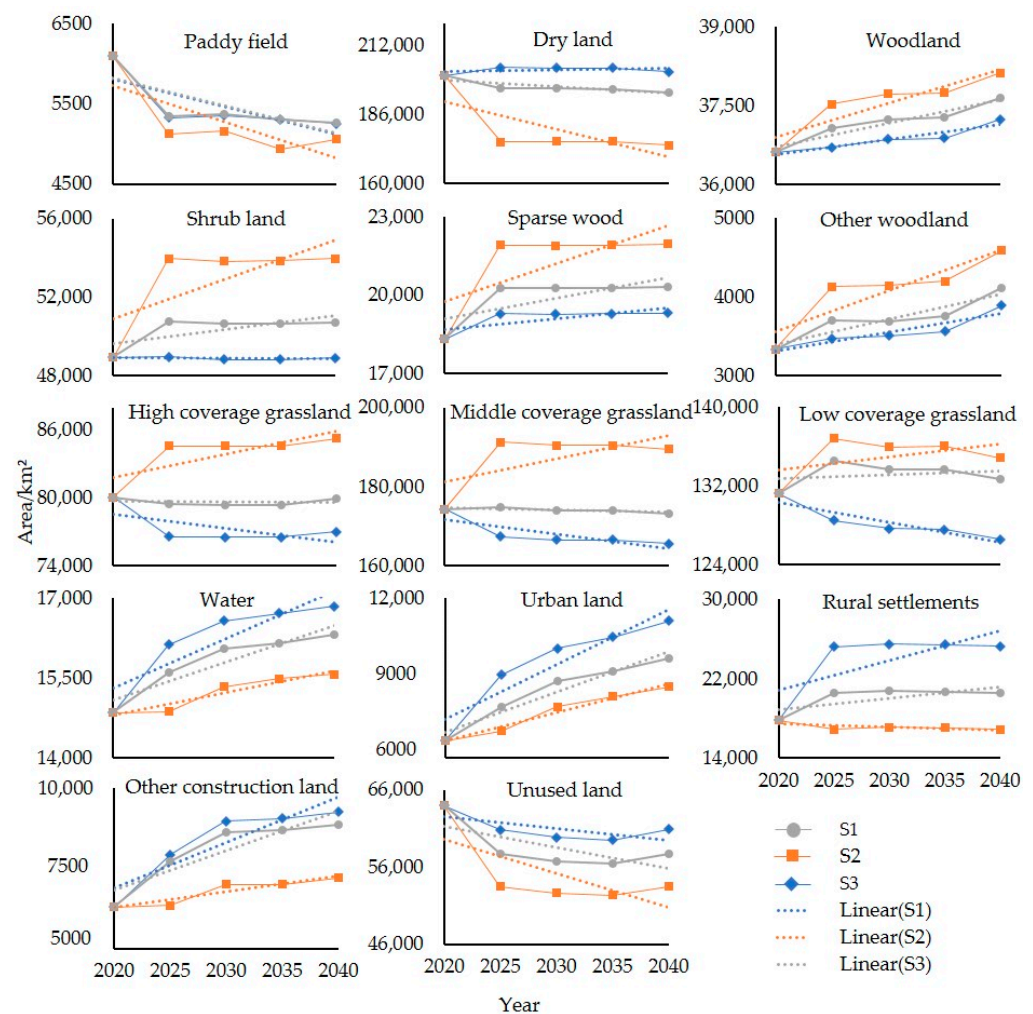 Paddy field
6500
5500
4500
Dry land
212,000
186,000
160,000
Woodland
39,000
37,500
36,000
Shrub land
56,000
52,000
48,000
Sparse wood
23,000
20,000
17,000
Other woodland
5000
4000
3000
High coverage grassland
86,000
80,000
74,000
Middle coverage grassland
200,000
180,000
160,000
Low coverage grassland
140,000
132,000
124,000
Area/km²
Water
17,000
15,500
14,000
Urban land
12,000
9000
6000
Rural settlements
30,000
22,000
14,000
2020 2025 2030 2035 2040
Other construction land
10,000
7500
5000
2020 2025 2030 2035 2040
Unused land
66,000
56,000
46,000
2020 2025 2030 2035 2040
S1
S2
S3
Linear(S1)
Linear(S2)
Linear(S3)
Year